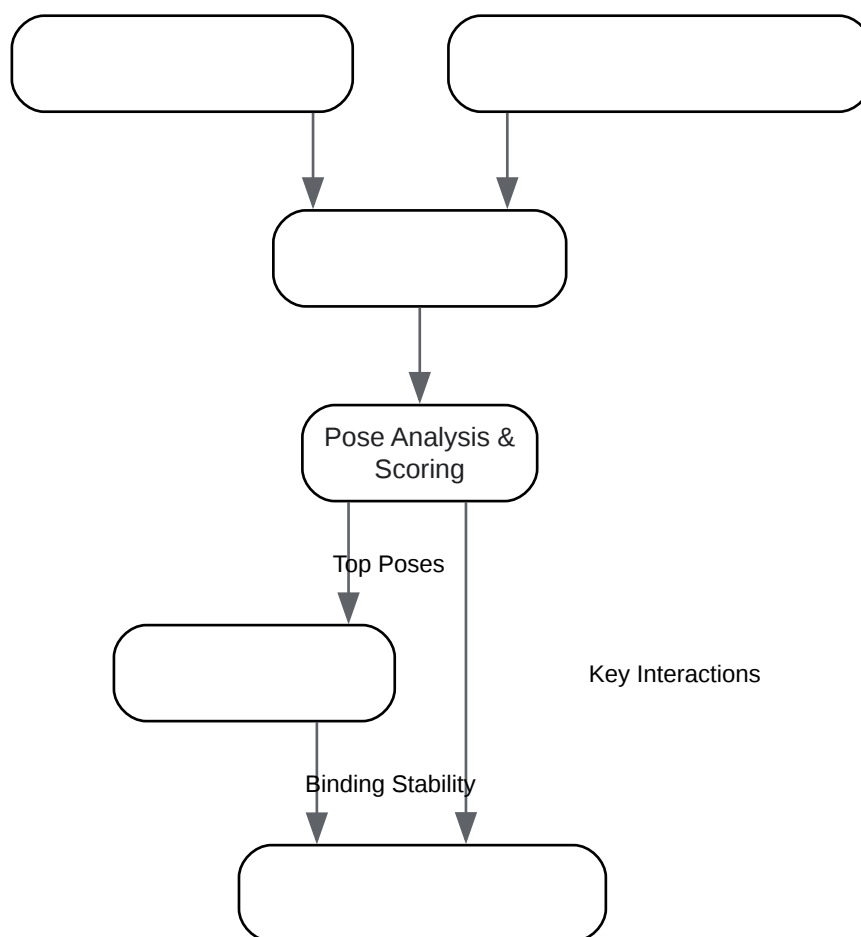 Pose Analysis &
Scoring
Top Poses
Key Interactions
Binding Stability